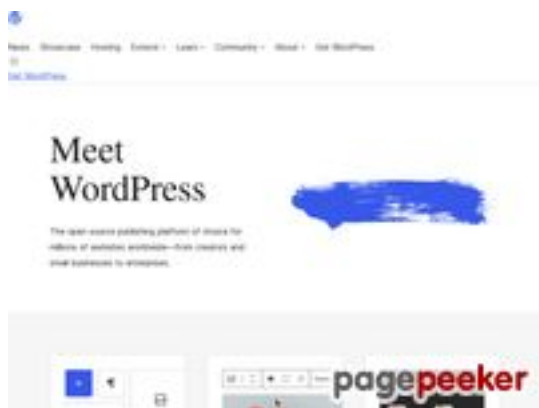 News Showcase Hosting Extend Learn Community About Get WordPress
Get WordPress
Meet
WordPress
The open source publishing platform of choice for
millions of websites worldwide—from creators and
small businesses to enterprises.
pagepeeker